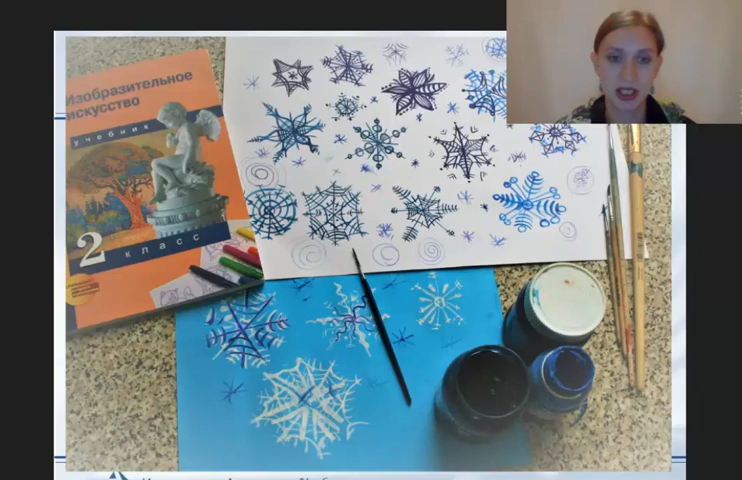 Изобразительное
искусство
учебник
2
класс